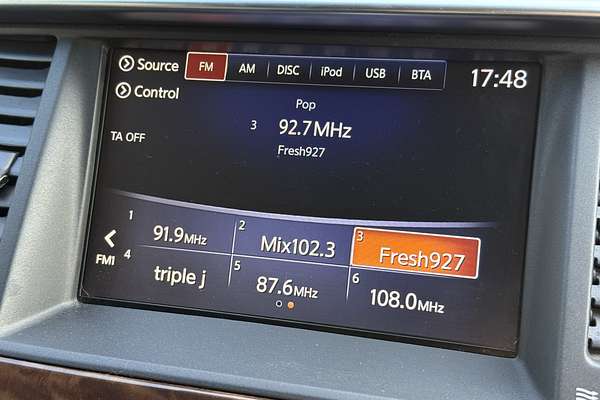 Source FM AM DISC iPod USB BTA 17:48
Control
Pop
3 92.7MHz
TA OFF
Fresh927
1 91.9MHz 2 Mix102.3 3 Fresh927
FM1
4 triple j 5 87.6MHz 6 108.0MHz